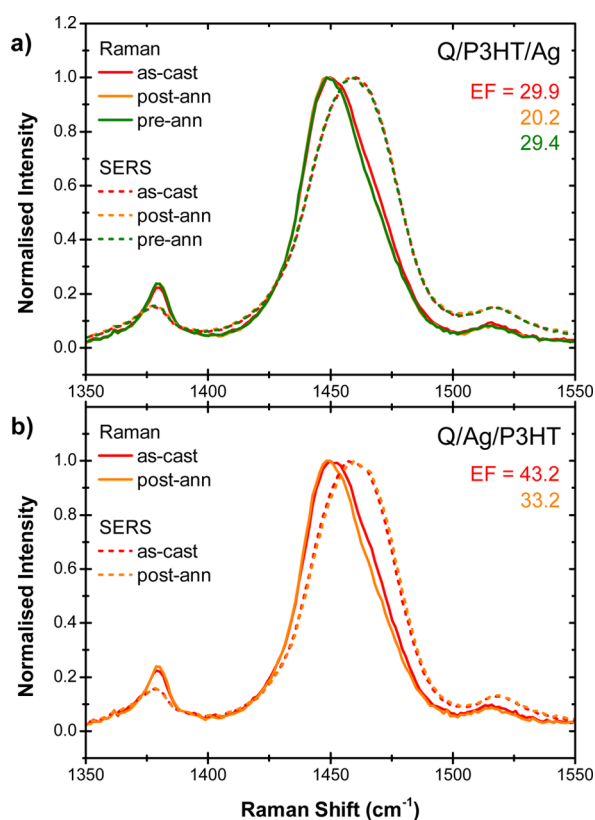 a)
Q/P3HT/Ag
Raman
as-cast
post-ann
pre-ann
SERS
as-cast
post-ann
pre-ann
EF = 29.9
20.2
29.4
Normalised Intensity
1.2
1.0
0.8
0.6
0.4
0.2
0.0
1350 1400 1450 1500 1550
b)
Q/Ag/P3HT
Raman
as-cast
post-ann
SERS
as-cast
post-ann
EF = 43.2
33.2
Normalised Intensity
1.0
0.8
0.6
0.4
0.2
0.0
1350 1400 1450 1500 1550
Raman Shift (cm⁻¹)